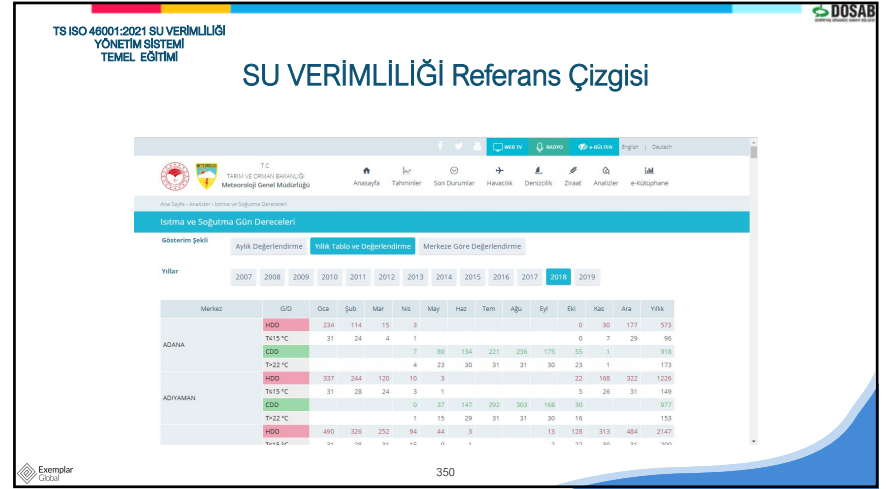 DOSAB
TS ISO 46001:2021 SU VERİMLİLİĞİ
YÖNETİM SİSTEMİ
TEMEL EĞİTİMİ
SU VERİMLİLİĞİ Referans Çizgisi
WEB TV RADYO e-BÜLTEN English | Deutsch
T.C.
TARIM VE ORMAN BAKANLIĞI
Meteoroloji Genel Müdürlüğü
Anasayfa Tahminler Son Durumlar Havacılık Denizcilik Ziraat Analizler e-Kütüphane
Ana Sayfa › Analizler › Isıtma ve Soğutma Dereceleri
Isıtma ve Soğutma Gün Dereceleri
Gösterim Şekli Aylık Değerlendirme Yıllık Tablo ve Değerlendirme Merkeze Göre Değerlendirme
Yıllar 2007 2008 2009 2010 2011 2012 2013 2014 2015 2016 2017 2018 2019
Merkez G/D Oca Şub Mar Nis May Haz Tem Ağu Eyl Eki Kas Ara Yıllık
ADANA
HDD 234 114 15 3 0 30 177 573
T≤15 °C 31 24 4 1 0 7 29 96
CDD 7 89 134 221 236 175 55 1 918
T>22 °C 4 23 30 31 31 30 23 1 173
ADIYAMAN
HDD 337 244 120 10 3 22 168 322 1226
T≤15 °C 31 28 24 3 1 5 26 31 149
CDD 0 37 147 292 303 168 30 977
T>22 °C 1 15 29 31 31 30 16 153
HDD 490 326 252 94 44 3 13 128 313 484 2147
Exemplar
Global
350